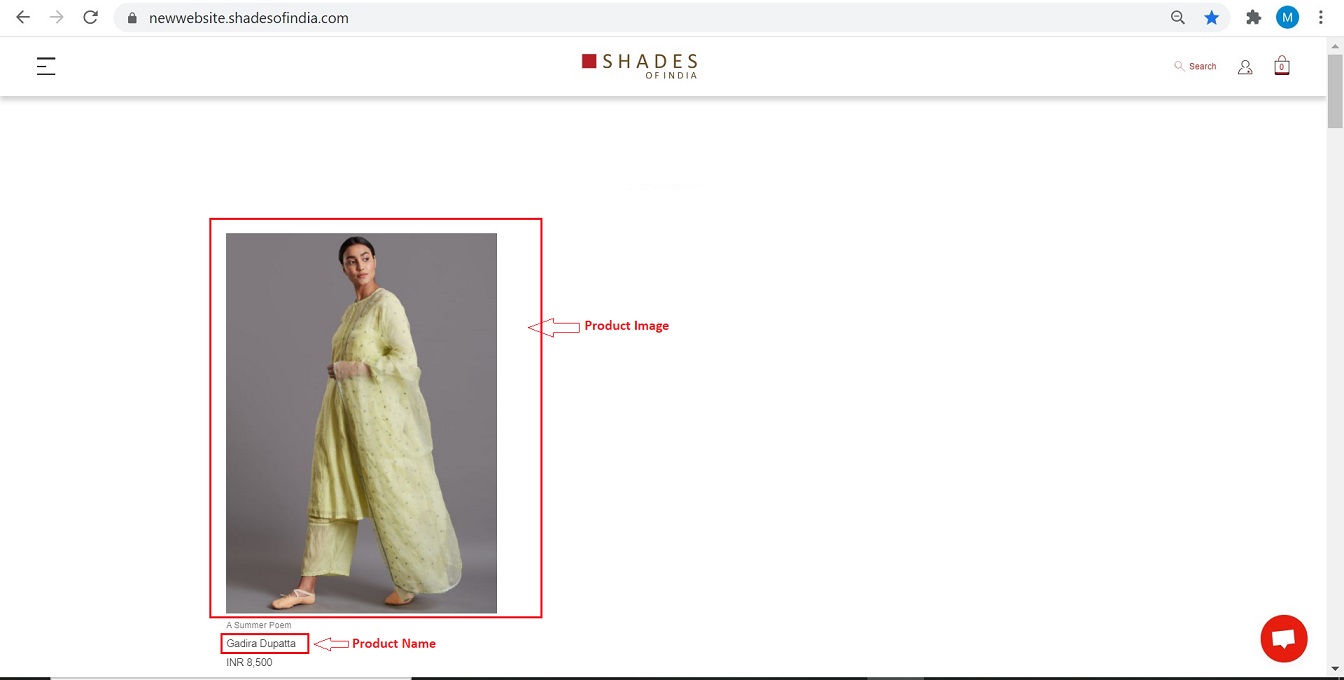 newwebsite.shadesofindia.com
M
SHADES
OF INDIA
Search
0
Product Image
A Summer Poem
Gadira Dupatta
Product Name
INR 8,500